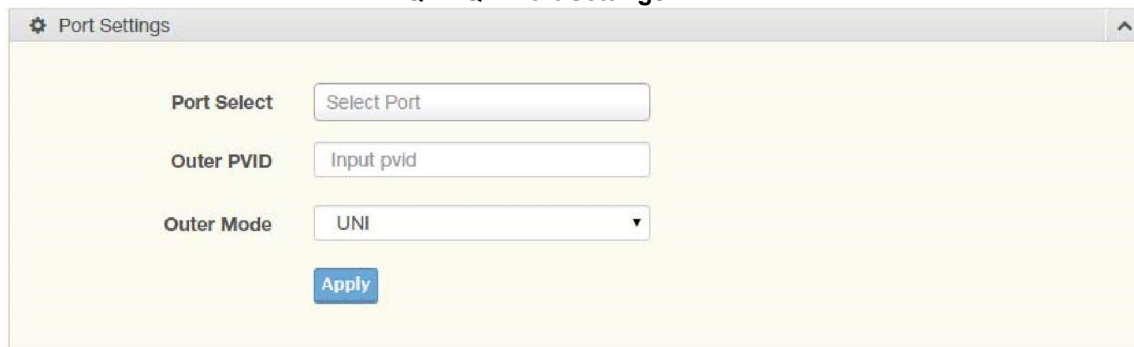 Port Settings
Port Select Select Port
Outer PVID Input pvid
Outer Mode UNI
Apply